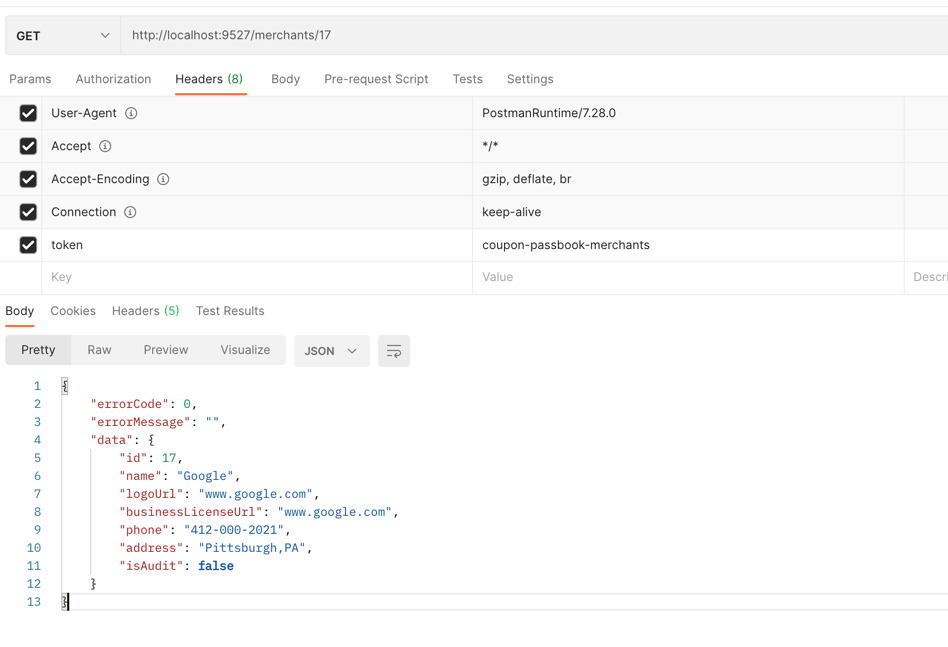 GET http://localhost:9527/merchants/17
Params Authorization Headers (8) Body Pre-request Script Tests Settings
User-Agent PostmanRuntime/7.28.0
Accept */*
Accept-Encoding gzip, deflate, br
Connection keep-alive
token coupon-passbook-merchants
Key Value Descri
Body Cookies Headers (5) Test Results
Pretty Raw Preview Visualize JSON
1 {
2 "errorCode": 0,
3 "errorMessage": "",
4 "data": {
5 "id": 17,
6 "name": "Google",
7 "logoUrl": "www.google.com",
8 "businessLicenseUrl": "www.google.com",
9 "phone": "412-000-2021",
10 "address": "Pittsburgh,PA",
11 "isAudit": false
12 }
13 }